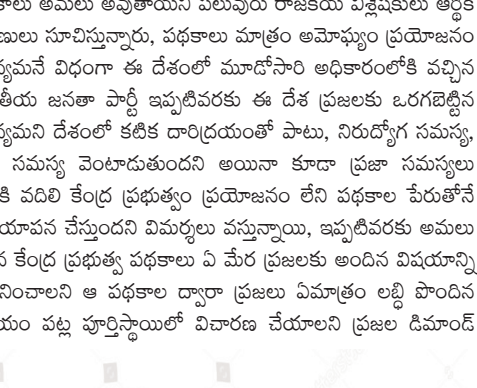 కాలు అమలు అవుతాయని పలువురు రాజకీయ విశ్లేషకులు ఆర్థిక
ణులు సూచిస్తున్నారు, పథకాలు మాత్రం అమోఘ్యం ప్రయోజనం
న్యమనే విధంగా ఈ దేశంలో మూడోసారి అధికారంలోకి వచ్చిన
తీయ జనతా పార్టీ ఇప్పటివరకు ఈ దేశ ప్రజలకు ఒరగబెట్టిన
న్యమని దేశంలో కటిక దారిద్రయంతో పాటు, నిరుద్యోగ సమస్య,
సమస్య వెంటాడుతుందని అయినా కూడా ప్రజా సమస్యలు
కి వదిలి కేంద్ర ప్రభుత్వం ప్రయోజనం లేని పథకాల పేరుతోనే
యాపన చేస్తుందని విమర్శలు వస్తున్నాయి, ఇప్పటివరకు అమలు
న కేంద్ర ప్రభుత్వ పథకాలు ఏ మేర ప్రజలకు అందిన విషయాన్ని
నించాలని ఆ పథకాల ద్వారా ప్రజలు ఏమాత్రం లబ్ధి పొందిన
యం పట్ల పూర్తిస్థాయిలో విచారణ చేయాలని ప్రజల డిమాండ్